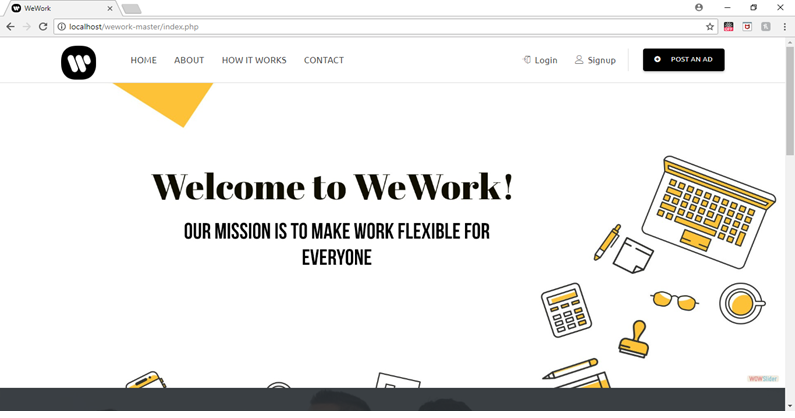 WeWork
localhost/wework-master/index.php
HOME ABOUT HOW IT WORKS CONTACT Login Signup POST AN AD
Welcome to WeWork!
OUR MISSION IS TO MAKE WORK FLEXIBLE FOR
EVERYONE
WOWSlider